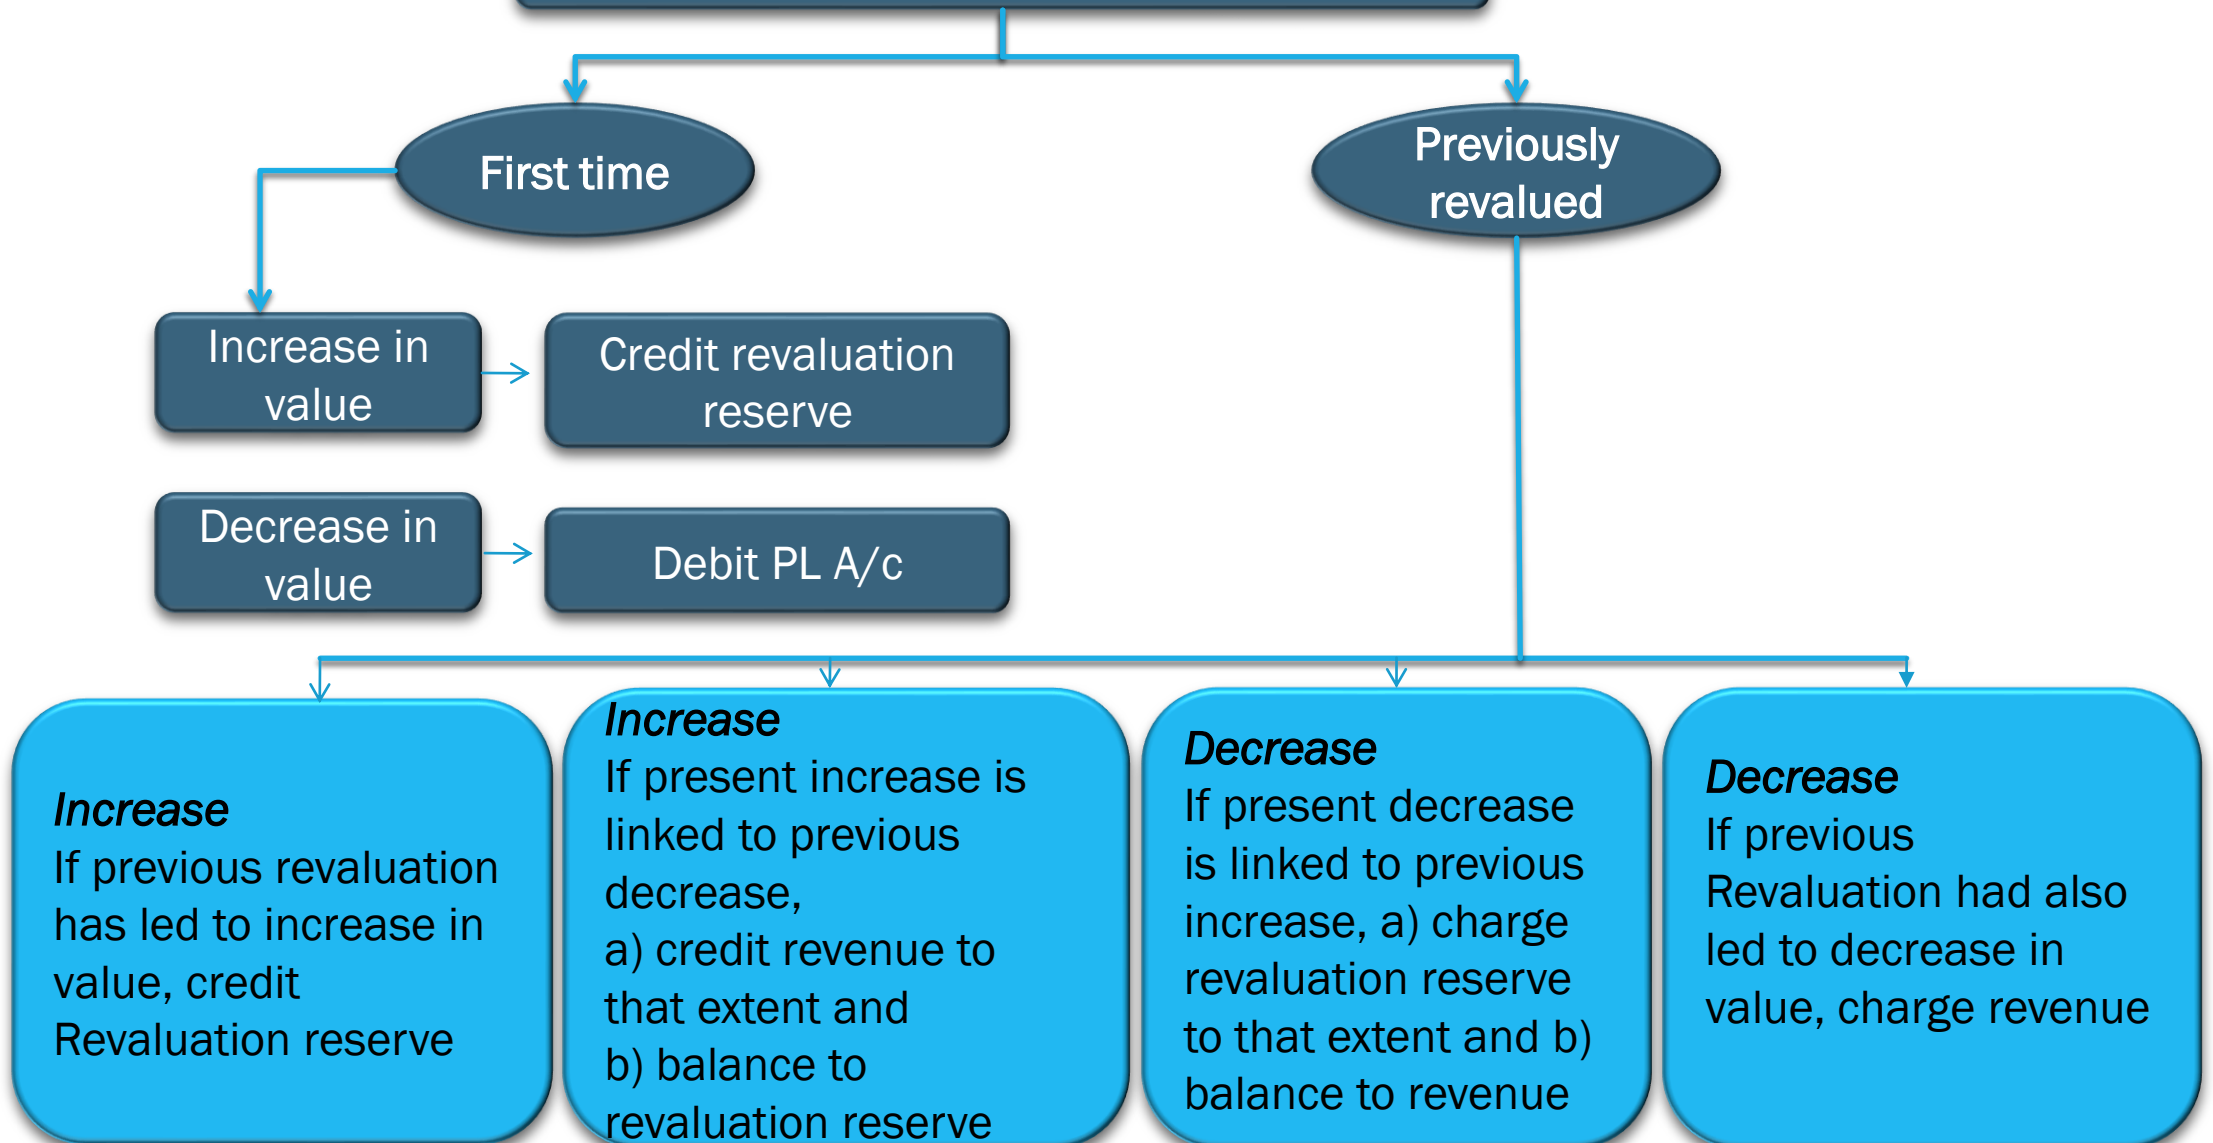 First time
Previously
revalued
Increase in
value
Credit revaluation
reserve
Decrease in
value
Debit PL A/c
Increase
If previous revaluation
has led to increase in
value, credit
Revaluation reserve
Increase
If present increase is
linked to previous
decrease,
a) credit revenue to
that extent and
b) balance to
revaluation reserve
Decrease
If present decrease
is linked to previous
increase, a) charge
revaluation reserve
to that extent and b)
balance to revenue
Decrease
If previous
Revaluation had also
led to decrease in
value, charge revenue